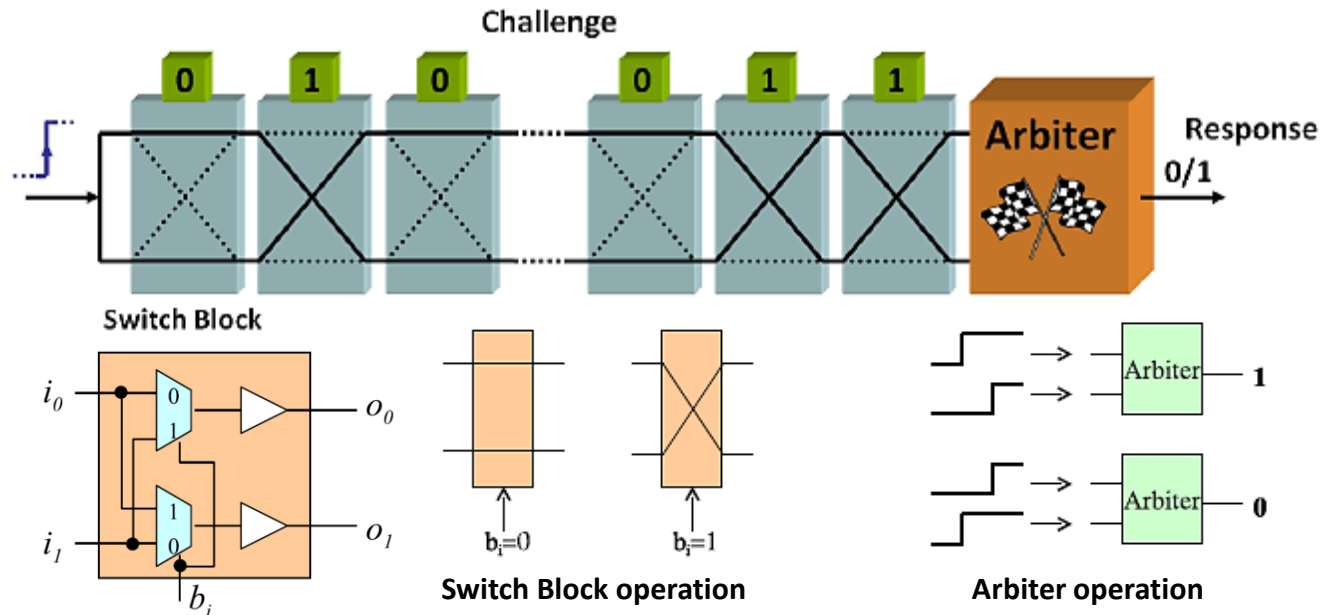 Challenge
0 1 0 0 1 1
Arbiter
Response
0/1
Switch Block
i0
i1
0
1
1
0
o0
o1
bi
bi=0
bi=1
Switch Block operation
Arbiter
1
Arbiter
0
Arbiter operation